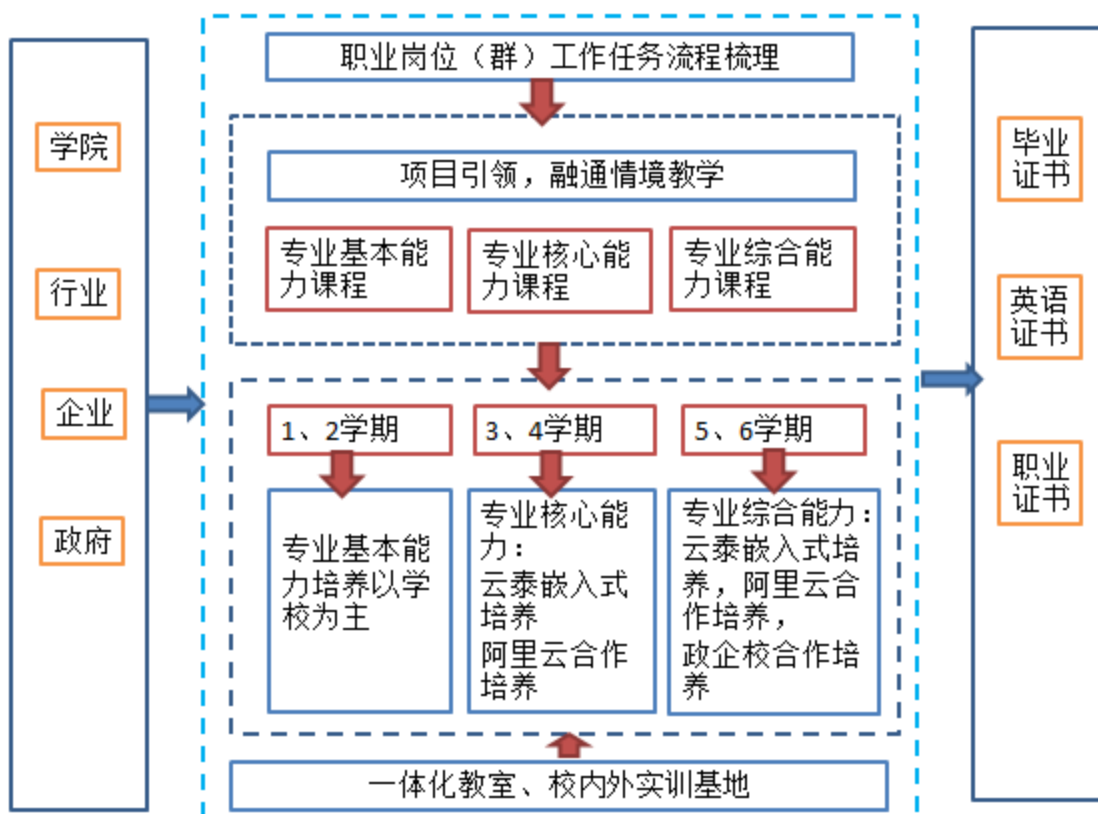 职业岗位（群）工作任务流程梳理
学院
行业
企业
政府
项目引领，融通情境教学
专业基本能
力课程
专业核心能
力课程
专业综合能
力课程
1、2学期
3、4学期
5、6学期
专业基本能
力培养以学
校为主
专业核心能
力：
云泰嵌入式
培养
阿里云合作
培养
专业综合能力：
云泰嵌入式培
养，阿里云合
作培养，
政企校合作培
养
一体化教室、校内外实训基地
毕业
证书
英语
证书
职业
证书